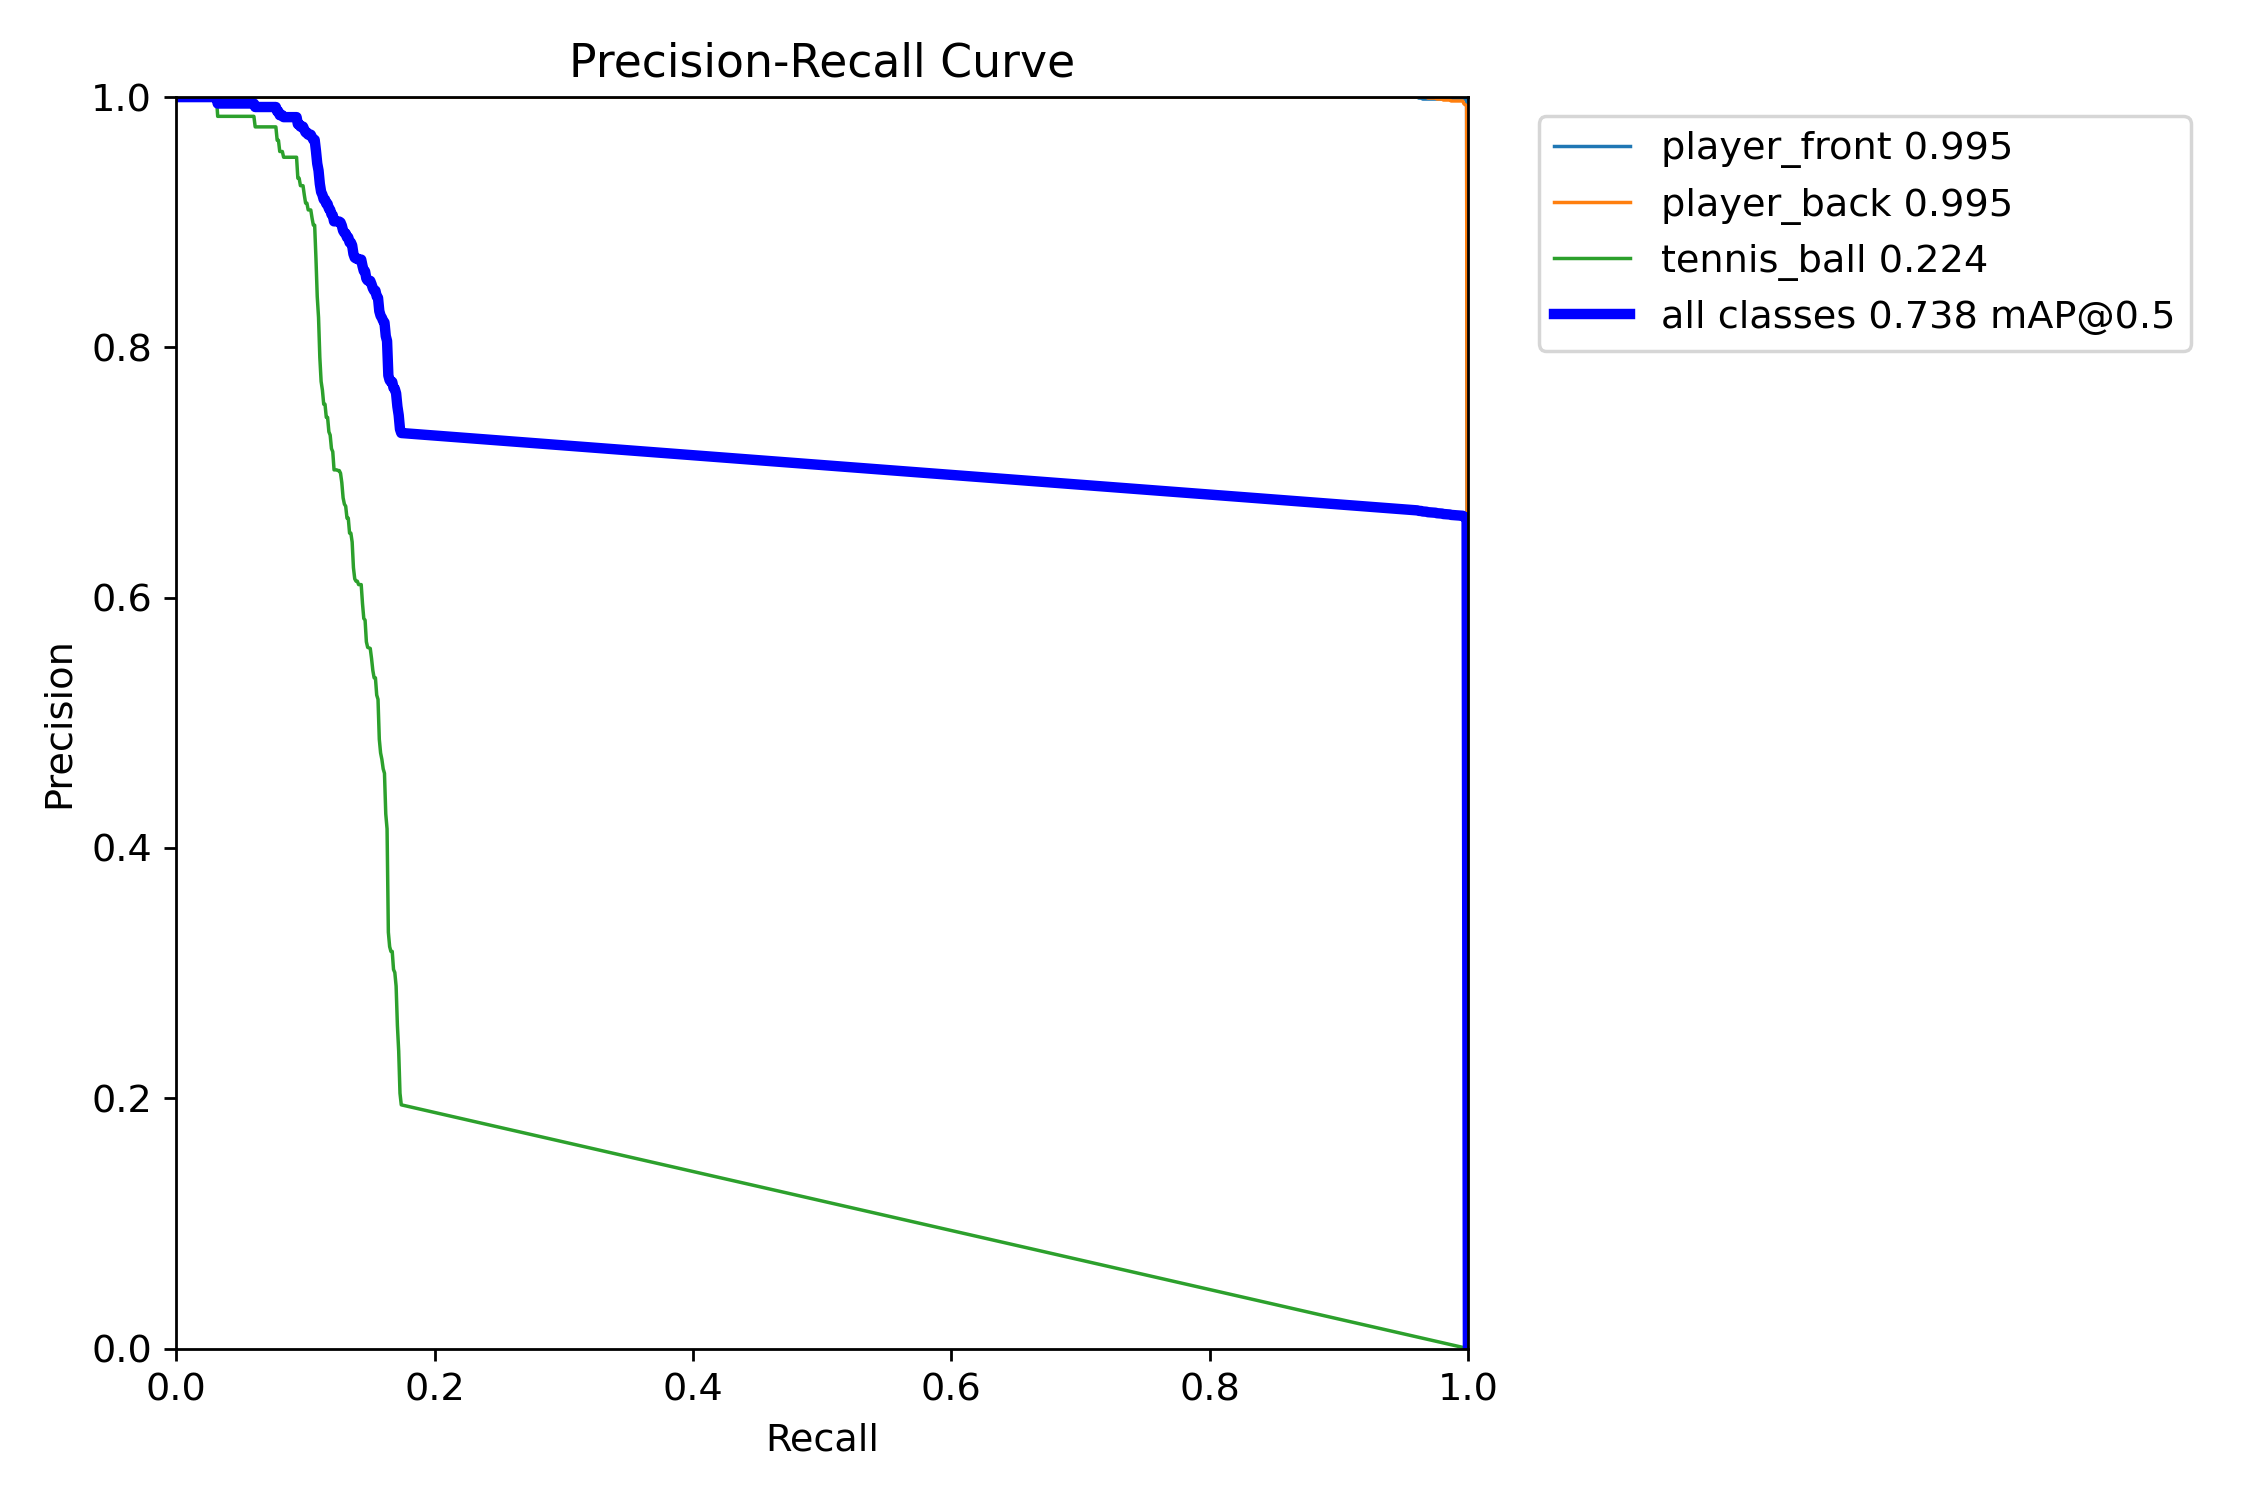 Precision-Recall Curve
1.0
0.8
0.6
0.4
0.2
0.0
Precision
0.0 0.2 0.4 0.6 0.8 1.0
Recall
player_front 0.995
player_back 0.995
tennis_ball 0.224
all classes 0.738 mAP@0.5